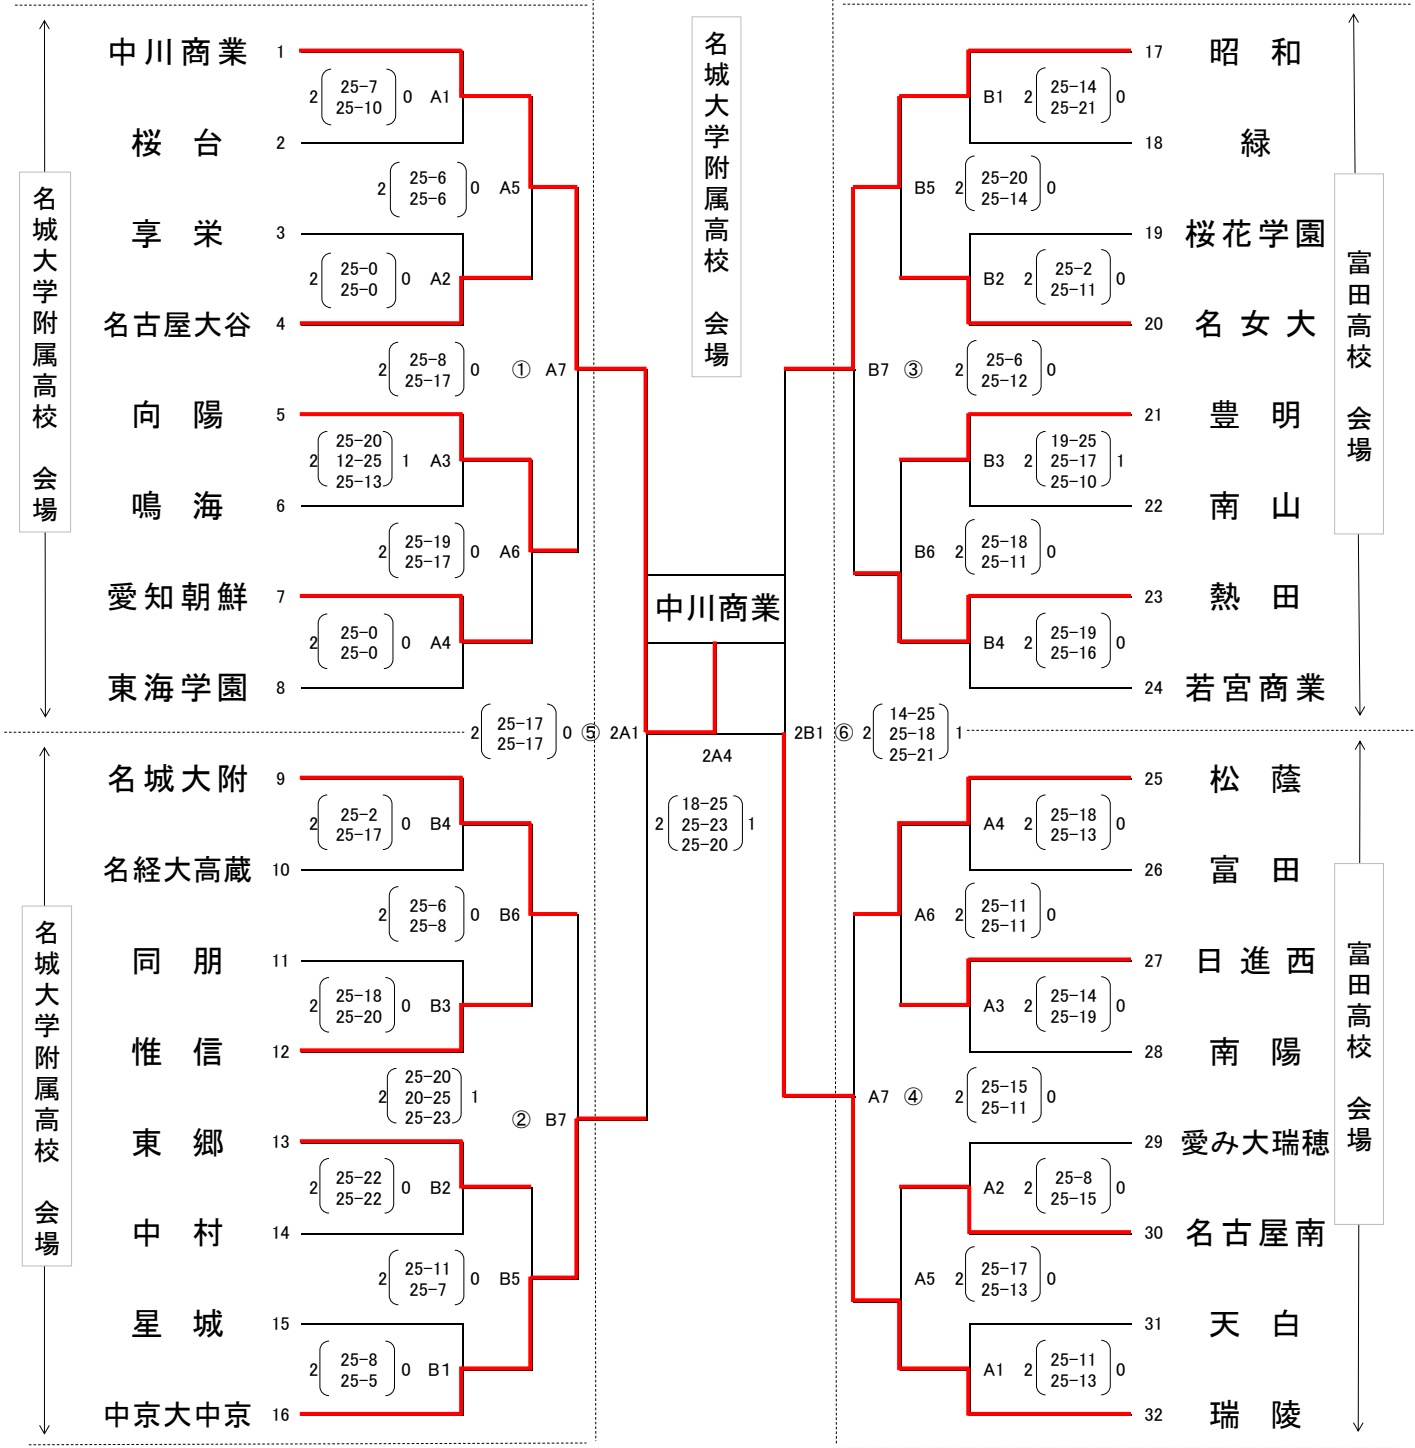 中川商業 1
2 25-7 0 A1
25-10
桜台 2
2 25-6 0 A5
25-6
享栄 3
2 25-0 0 A2
25-0
名古屋大谷 4
2 25-8 0 ① A7
25-17
向陽 5
2 25-20 1 A3
12-25
25-13
鳴海 6
2 25-19 0 A6
25-17
愛知朝鮮 7
2 25-0 0 A4
25-0
東海学園 8
名城大学附属高校 会場
2 25-17 0 ⑤ 2A1
25-17
名城大附 9
2 25-2 0 B4
25-17
名経大高蔵 10
2 25-6 0 B6
25-8
同朋 11
2 25-18 0 B3
25-20
惟信 12
2 25-20 1 ② B7
20-25
25-23
東郷 13
2 25-22 0 B2
25-22
中村 14
2 25-11 0 B5
25-7
星城 15
2 25-8 0 B1
25-5
中京大中京 16
名城大学附属高校 会場
名城大学附属高校 会場
中川商業
2A4
2 18-25 1
25-23
25-20
17 昭和
B1 2 25-14 0
25-21
18 緑
B5 2 25-20 0
25-14
19 桜花学園
B2 2 25-2 0
25-11
20 名女大
B7 ③ 2 25-6 0
25-12
21 豊明
B3 2 19-25 1
25-17
25-10
22 南山
B6 2 25-18 0
25-11
23 熱田
B4 2 25-19 0
25-16
24 若宮商業
富田高校 会場
2B1 ⑥ 2 14-25 1
25-18
25-21
25 松蔭
A4 2 25-18 0
25-13
26 富田
A6 2 25-11 0
25-11
27 日進西
A3 2 25-14 0
25-19
28 南陽
A7 ④ 2 25-15 0
25-11
29 愛み大瑞穂
A2 2 25-8 0
25-15
30 名古屋南
A5 2 25-17 0
25-13
31 天白
A1 2 25-11 0
25-13
32 瑞陵
富田高校 会場